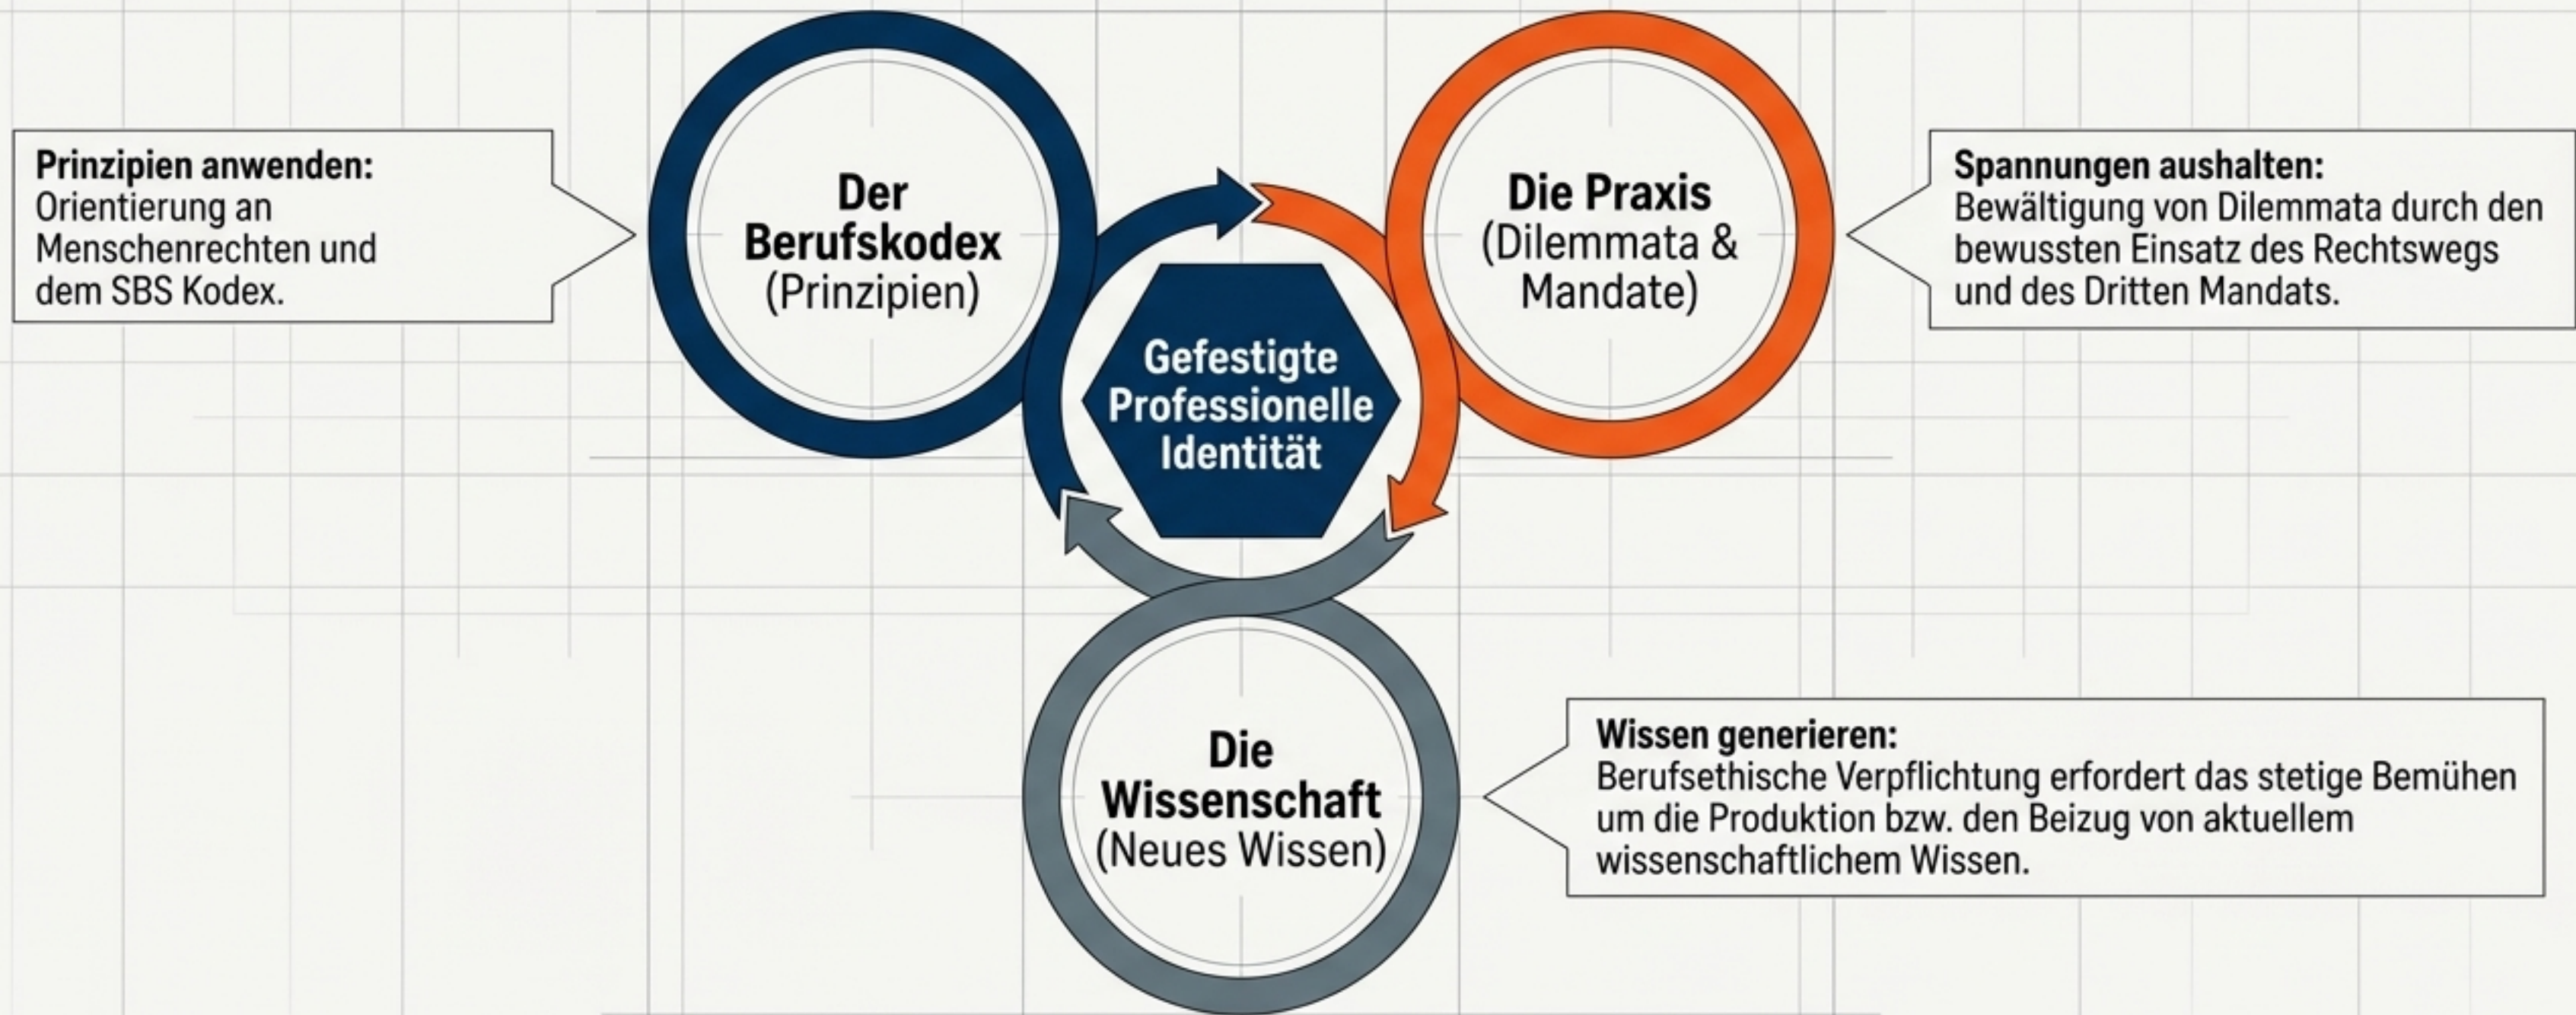 Prinzipien anwenden:
Orientierung an
Menschenrechten und
dem SBS Kodex.
Der
Berufskodex
(Prinzipien)
Die Praxis
(Dilemmata &
Mandate)
Spannungen aushalten:
Bewältigung von Dilemmata durch den
bewussten Einsatz des Rechtswegs
und des Dritten Mandats.
Gefestigte
Professionelle
Identität
Die
Wissenschaft
(Neues Wissen)
Wissen generieren:
Berufsethische Verpflichtung erfordert das stetige Bemühen
um die Produktion bzw. den Beizug von aktuellem
wissenschaftlichem Wissen.